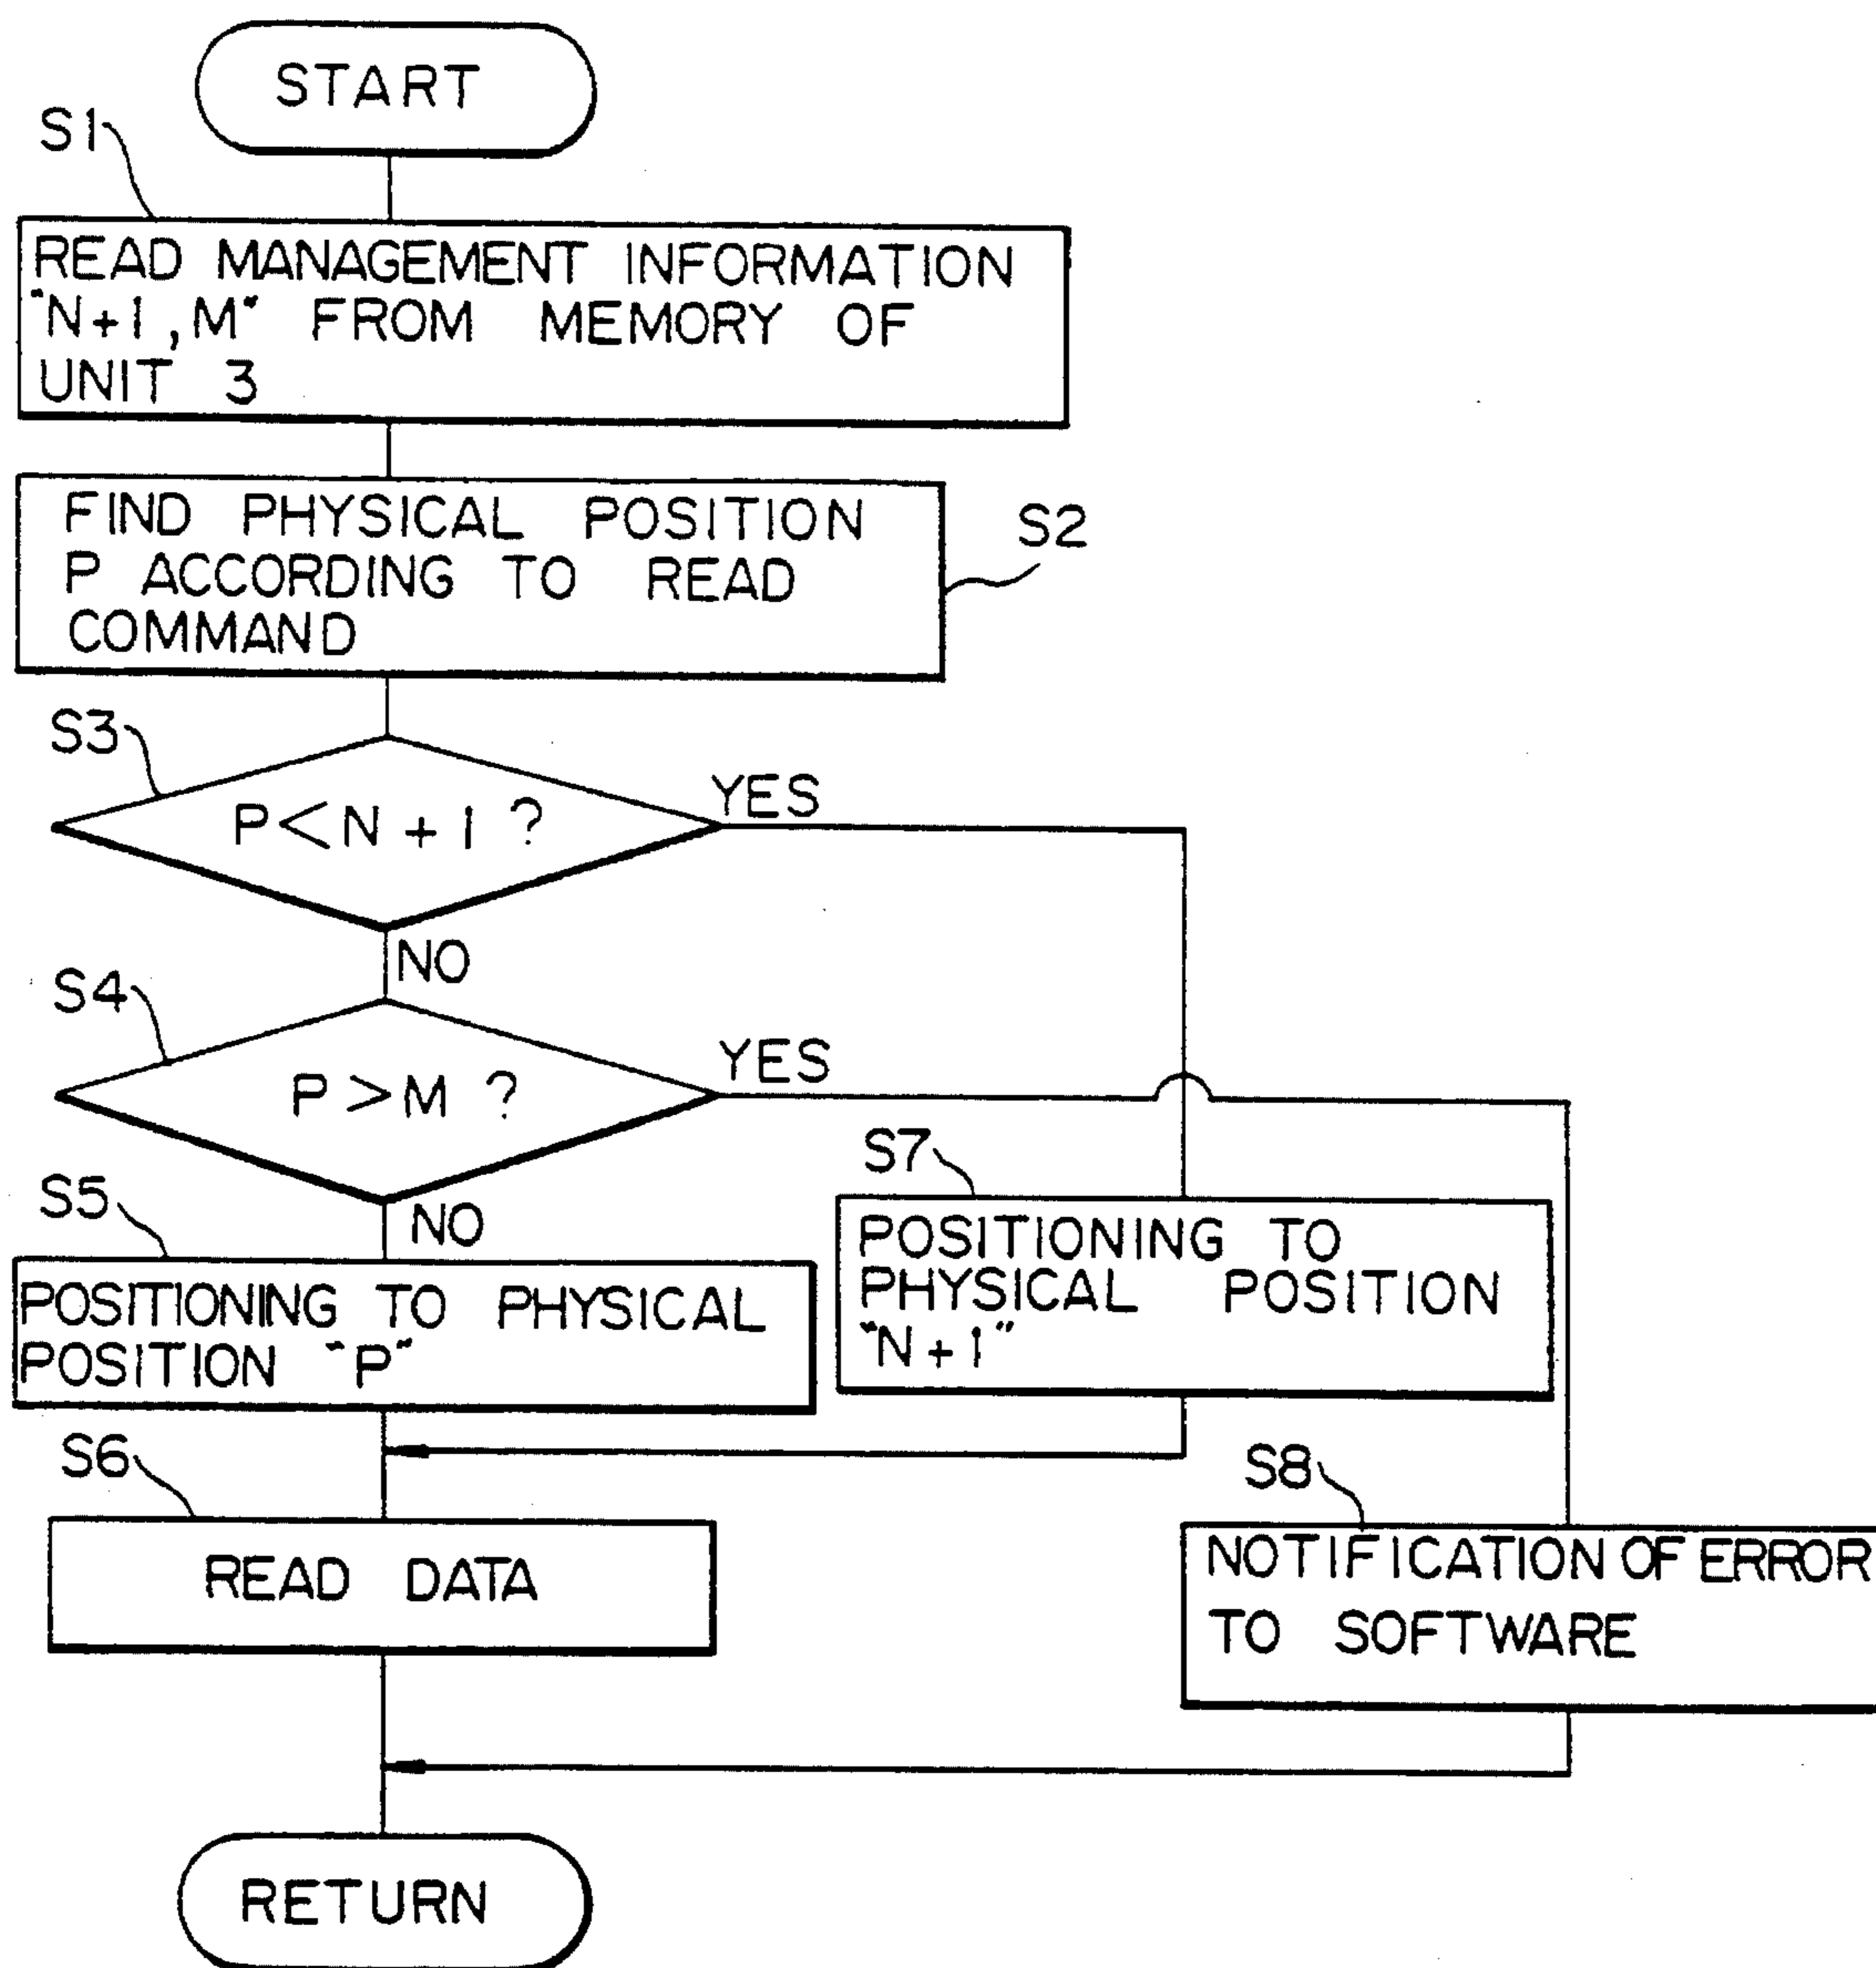 START
S1
READ MANAGEMENT INFORMATION
"N+1,M" FROM MEMORY OF
UNIT 3
FIND PHYSICAL POSITION
P ACCORDING TO READ
COMMAND
S2
S3
P<N+1 ?
YES
NO
S4
P>M ?
YES
NO
S5
POSITIONING TO PHYSICAL
POSITION "P"
S7
POSITIONING TO
PHYSICAL POSITION
"N+1"
S6
READ DATA
S8
NOTIFICATION OF ERROR
TO SOFTWARE
RETURN